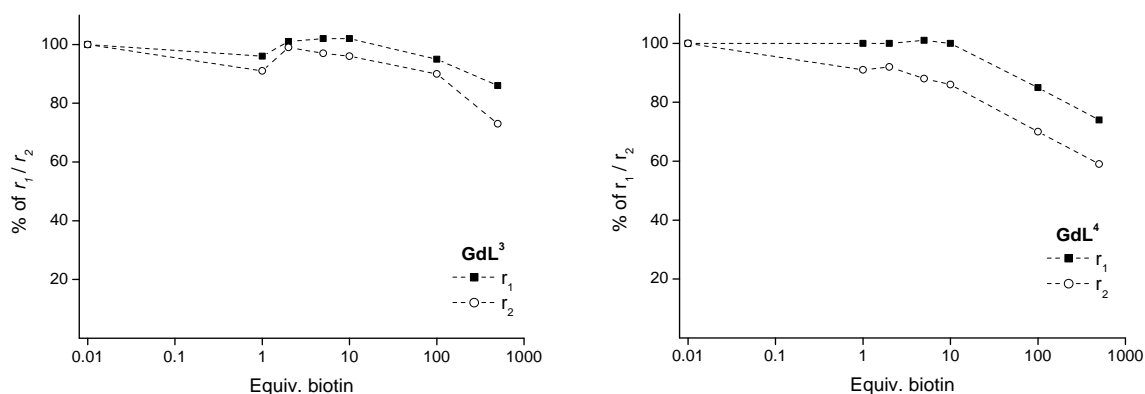 % of r₁ / r₂
100
80
60
40
20
GdL³
r₁
r₂
0.01 0.1 1 10 100 1000
Equiv. biotin
% of r₁ / r₂
100
80
60
40
20
GdL⁴
r₁
r₂
0.01 0.1 1 10 100 1000
Equiv. biotin